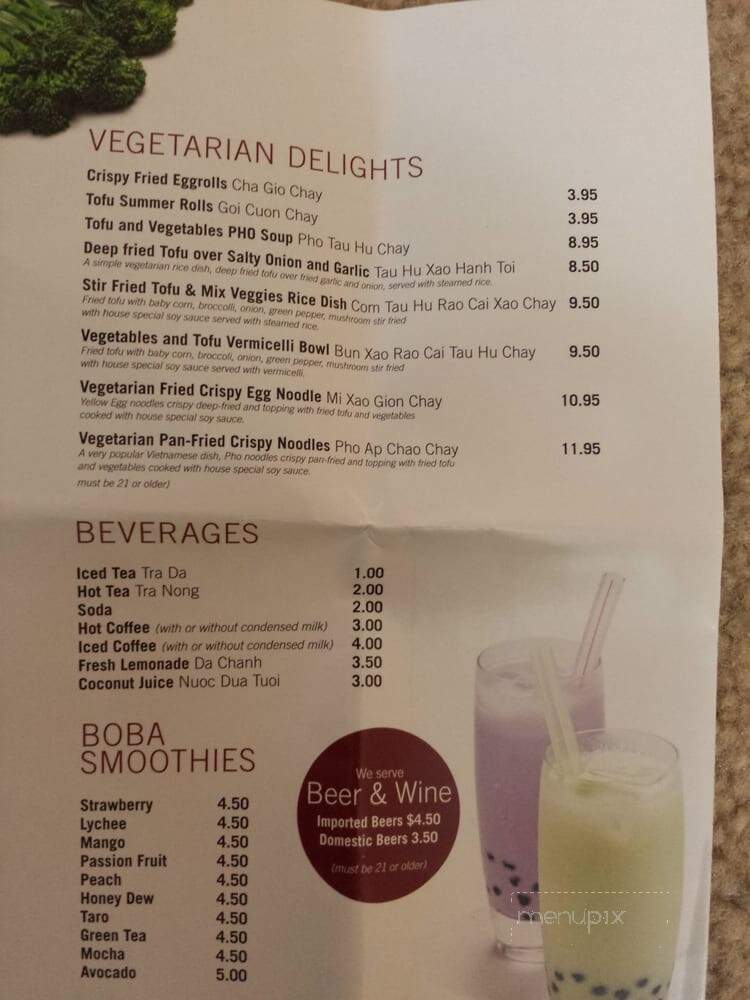 VEGETARIAN DELIGHTS
Crispy Fried Eggrolls Cha Gio Chay 3.95
Tofu Summer Rolls Goi Cuon Chay 3.95
Tofu and Vegetables PHO Soup Pho Tau Hu Chay 8.95
Deep fried Tofu over Salty Onion and Garlic Tau Hu Xao Hanh Toi 8.50
A simple vegetarian rice dish, deep fried tofu over fried garlic and onion, served with steamed rice.
Stir Fried Tofu & Mix Veggies Rice Dish Com Tau Hu Rao Cai Xao Chay 9.50
Fried tofu with baby corn, broccoli, onion, green pepper, mushroom stir fried
with house special soy sauce served with steamed rice.
Vegetables and Tofu Vermicelli Bowl Bun Xao Rao Cai Tau Hu Chay 9.50
Fried tofu with baby corn, broccoli, onion, green pepper, mushroom stir fried
with house special soy sauce served with vermicelli.
Vegetarian Fried Crispy Egg Noodle Mi Xao Gion Chay 10.95
Yellow Egg noodles crispy deep-fried and topping with fried tofu and vegetables
cooked with house special soy sauce.
Vegetarian Pan-Fried Crispy Noodles Pho Ap Chao Chay 11.95
A very popular Vietnamese dish, Pho noodles crispy pan-fried and topping with fried tofu
and vegetables cooked with house special soy sauce.
must be 21 or older)
BEVERAGES
Iced Tea Tra Da 1.00
Hot Tea Tra Nong 2.00
Soda 2.00
Hot Coffee (with or without condensed milk) 3.00
Iced Coffee (with or without condensed milk) 4.00
Fresh Lemonade Da Chanh 3.50
Coconut Juice Nuoc Dua Tuoi 3.00
BOBA
SMOOTHIES
Strawberry 4.50
Lychee 4.50
Mango 4.50
Passion Fruit 4.50
Peach 4.50
Honey Dew 4.50
Taro 4.50
Green Tea 4.50
Mocha 4.50
Avocado 5.00
We serve
Beer & Wine
Imported Beers $4.50
Domestic Beers 3.50
(must be 21 or older)
menupix